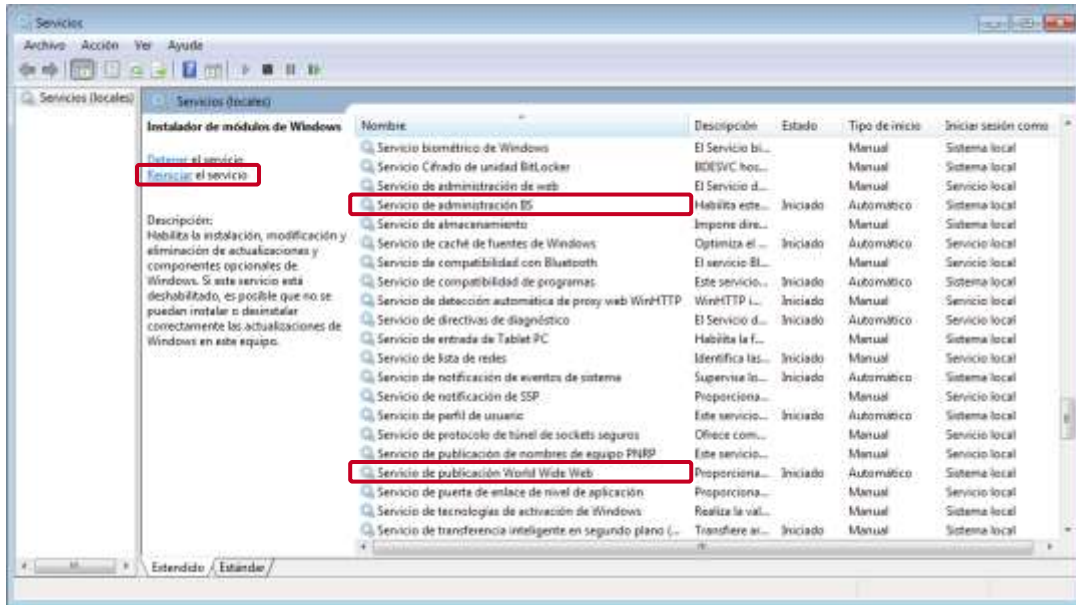 Servicios
Archivo Acción Ver Ayuda
Servicios (locales)
Servicios (locales)
Instalador de módulos de Windows
Detener el servicio
Reiniciar el servicio
Descripción:
Habilita la instalación, modificación y
eliminación de actualizaciones y
componentes opcionales de
Windows. Si este servicio está
deshabilitado, es posible que no se
puedan instalar o desinstalar
correctamente las actualizaciones de
Windows en este equipo.
Nombre Descripción Estado Tipo de inicio Iniciar sesión como
Servicio biométrico de Windows El Servicio bi... Manual Sistema local
Servicio Cifrado de unidad BitLocker BDESVC hos... Manual Sistema local
Servicio de administración de web El Servicio d... Manual Sistema local
Servicio de administración IIS Habilita este... Iniciado Automático Sistema local
Servicio de almacenamiento Impone dire... Manual Sistema local
Servicio de caché de fuentes de Windows Optimiza el ... Iniciado Automático Servicio local
Servicio de compatibilidad con Bluetooth El servicio Bl... Manual Servicio local
Servicio de compatibilidad de programas Este servicio... Iniciado Manual Sistema local
Servicio de detección automática de proxy web WinHTTP WinHTTP i... Iniciado Manual Servicio local
Servicio de directivas de diagnóstico El Servicio d... Iniciado Automático Servicio local
Servicio de entrada de Tablet PC Habilita la f... Manual Sistema local
Servicio de lista de redes Identifica las... Iniciado Manual Servicio local
Servicio de notificación de eventos de sistema Supervisa lo... Iniciado Automático Sistema local
Servicio de notificación de SSP Proporciona... Manual Servicio local
Servicio de perfil de usuario Este servicio... Iniciado Automático Sistema local
Servicio de protocolo de túnel de sockets seguros Ofrece com... Manual Servicio local
Servicio de publicación de nombres de equipo PNRP Este servicio... Manual Servicio local
Servicio de publicación World Wide Web Proporciona... Iniciado Automático Sistema local
Servicio de puerta de enlace de nivel de aplicación Proporciona... Manual Servicio local
Servicio de tecnologías de activación de Windows Realiza la val... Manual Sistema local
Servicio de transferencia inteligente en segundo plano (... Transfiere ar... Iniciado Manual Sistema local
Extendido Estándar